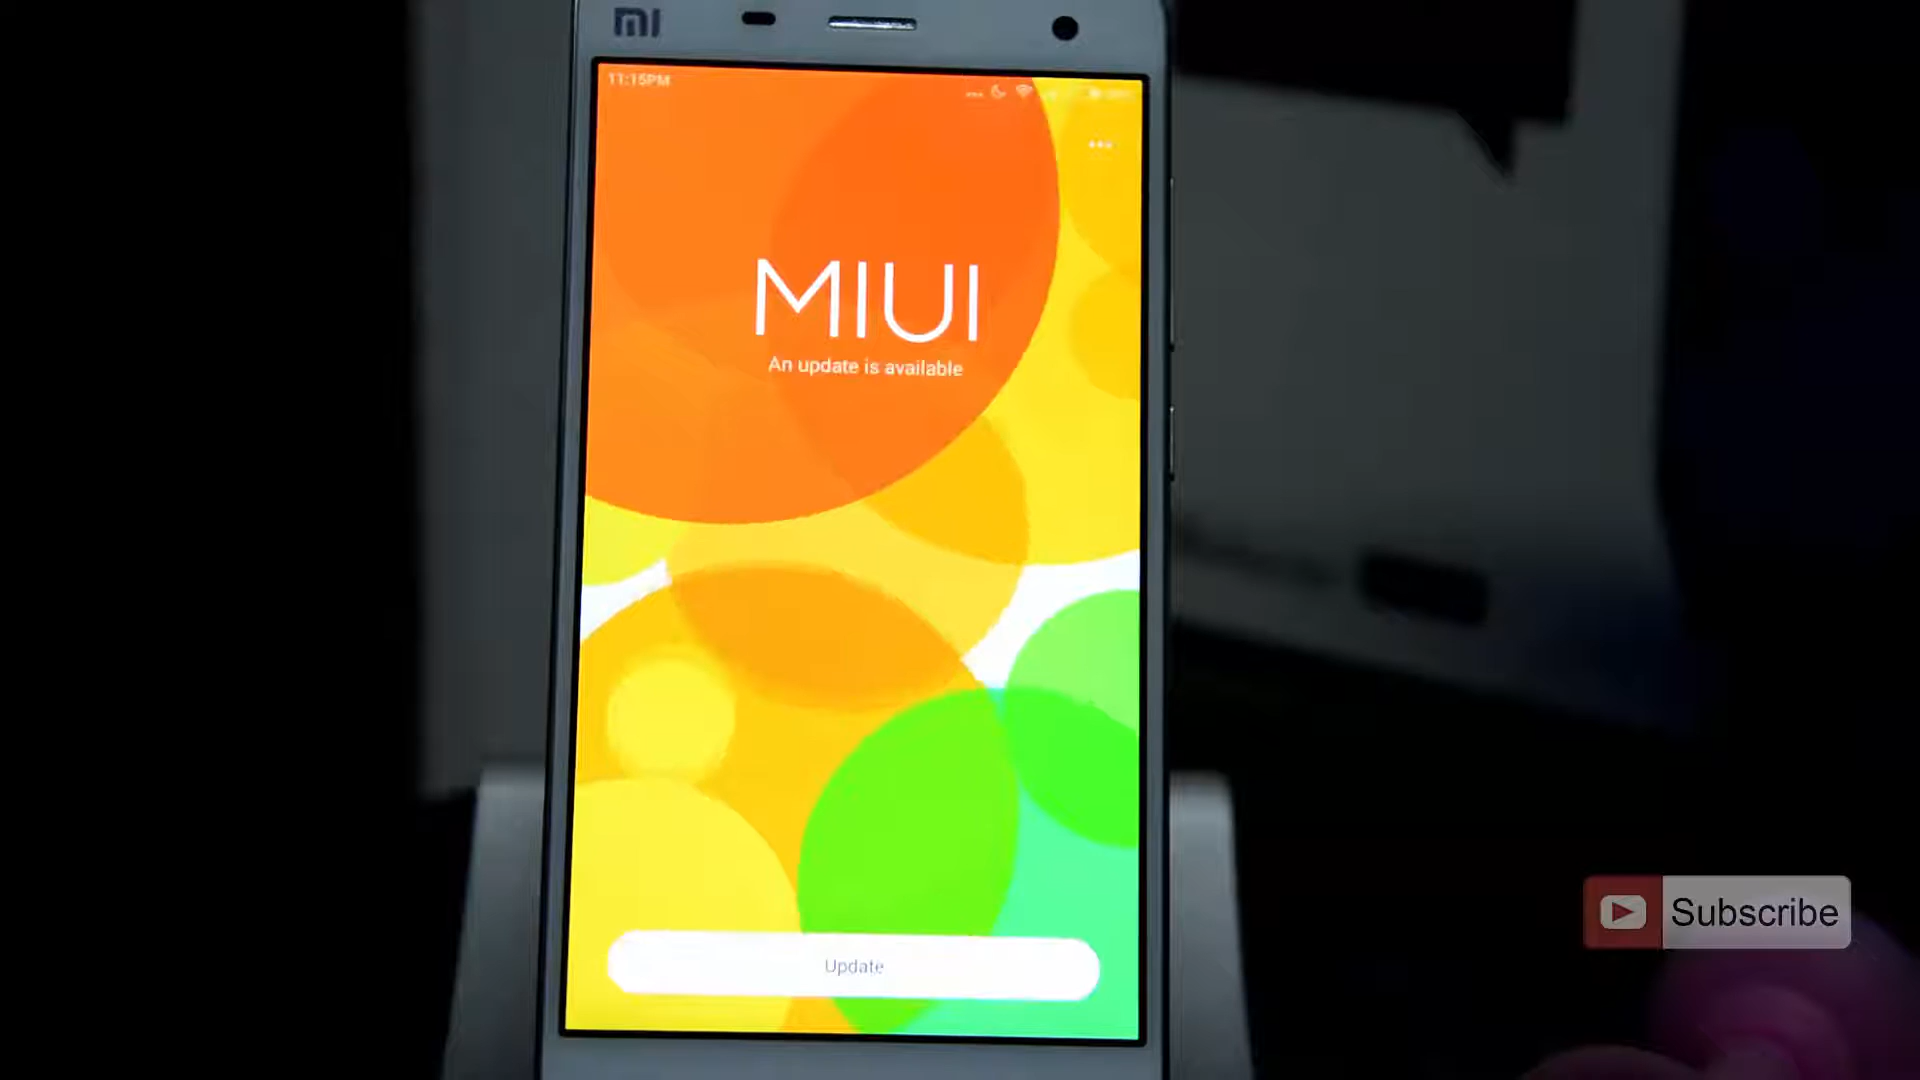 MI
11:15PM
MIUI
An update is available
Update
Subscribe